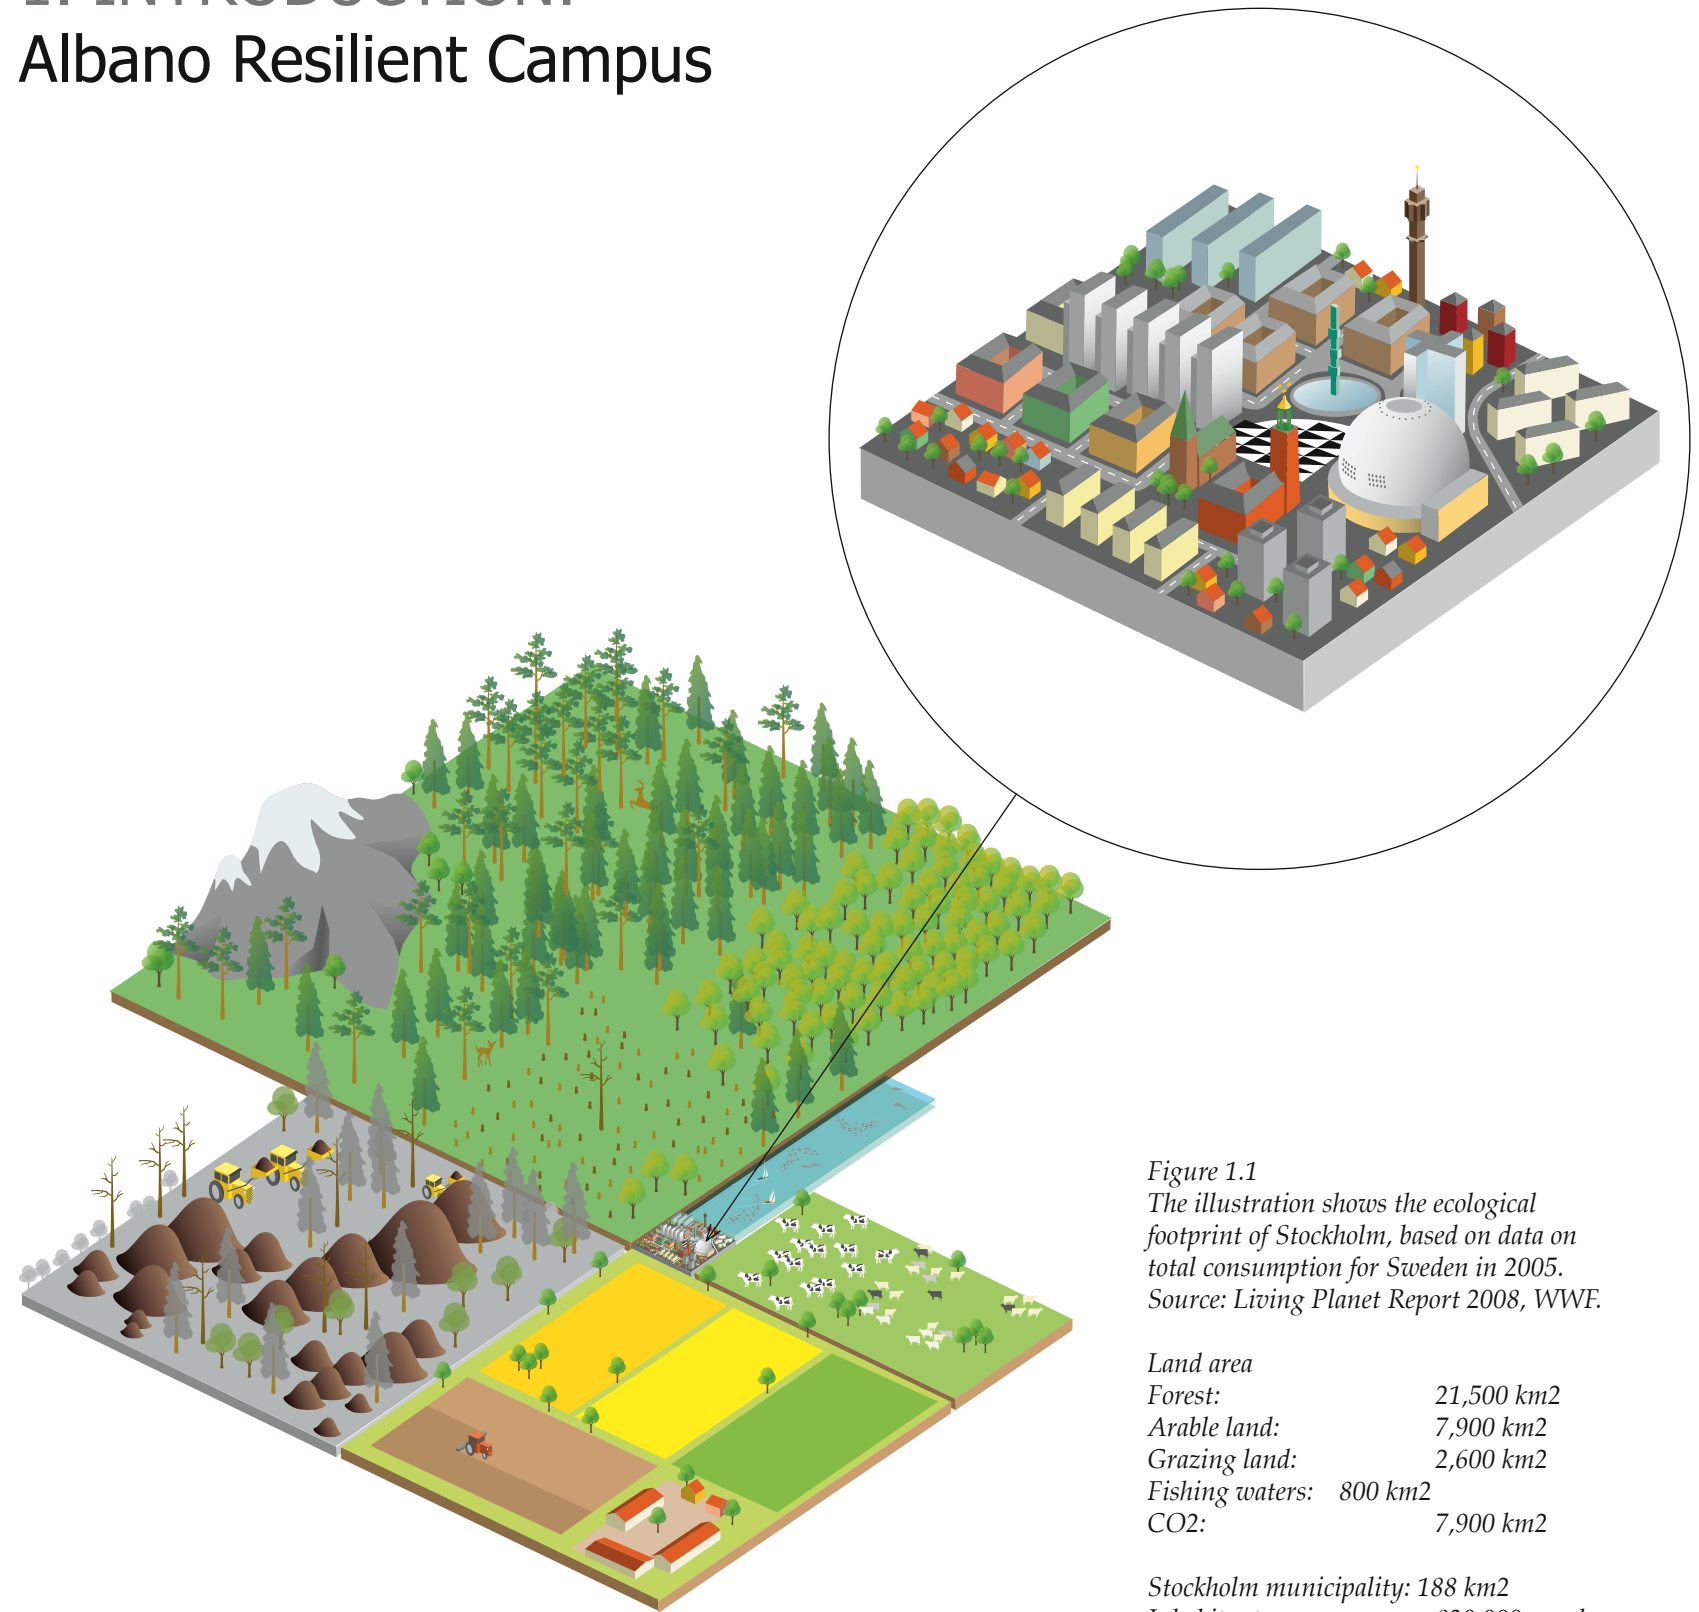 1. INTRODUCTION:
Albano Resilient Campus
Figure 1.1
The illustration shows the ecological
footprint of Stockholm, based on data on
total consumption for Sweden in 2005.
Source: Living Planet Report 2008, WWF.
Land area
Forest: 21,500 km2
Arable land: 7,900 km2
Grazing land: 2,600 km2
Fishing waters: 800 km2
CO2: 7,900 km2
Stockholm municipality: 188 km2